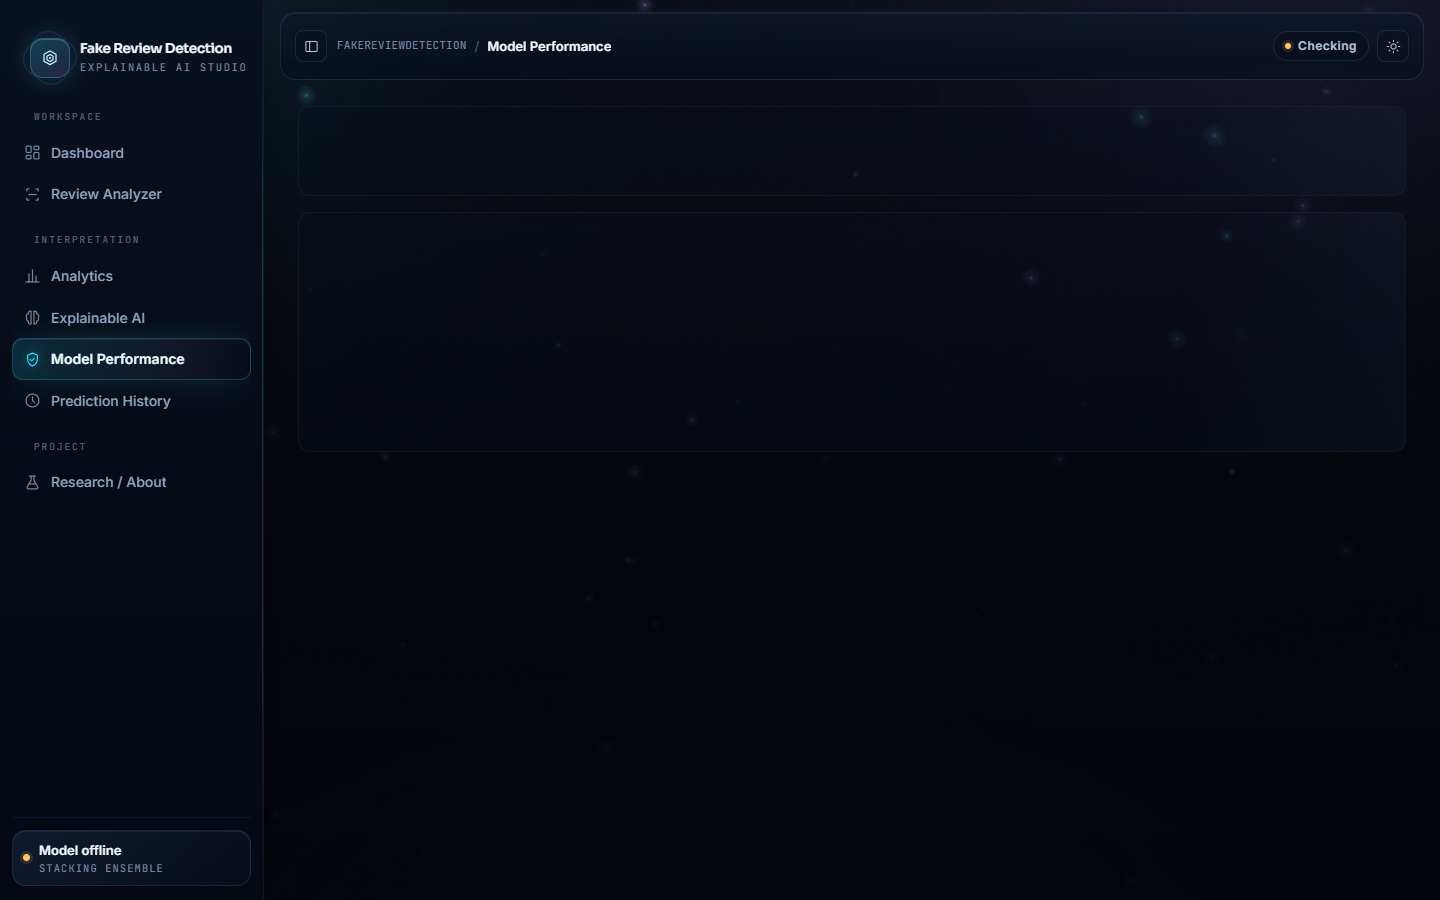 Fake Review Detection
EXPLAINABLE AI STUDIO
WORKSPACE
Dashboard
Review Analyzer
INTERPRETATION
Analytics
Explainable AI
Model Performance
Prediction History
PROJECT
Research / About
Model offline
STACKING ENSEMBLE
FAKEREVIEWDETECTION / Model Performance
Checking